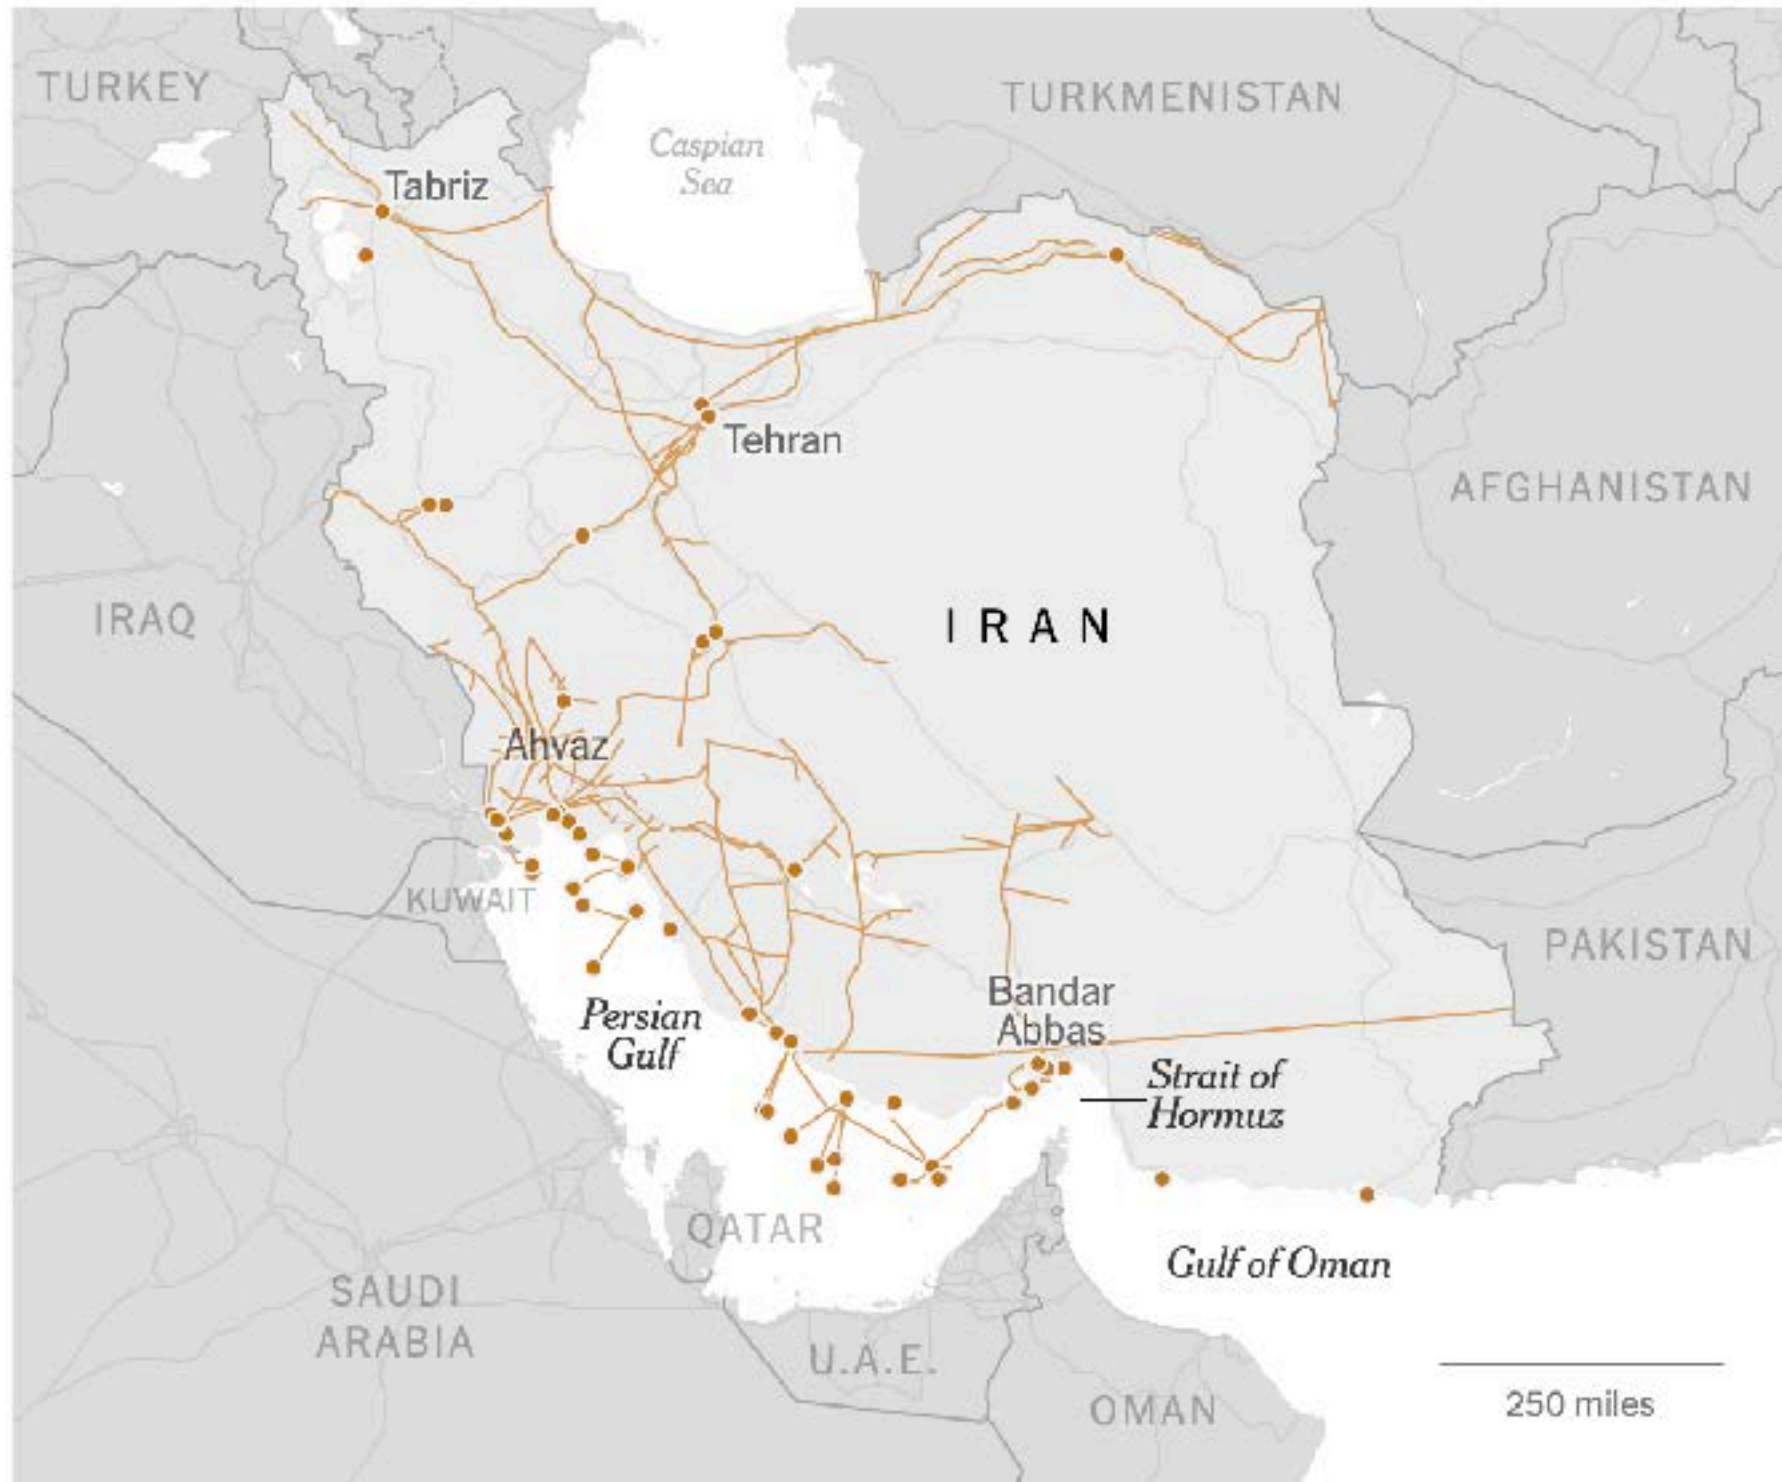 TURKEY
TURKMENISTAN
Caspian
Sea
Tabriz
Tehran
AFGHANISTAN
IRAQ
IRAN
Ahvaz
KUWAIT
PAKISTAN
Bandar
Abbas
Persian
Gulf
Strait of
Hormuz
QATAR
Gulf of Oman
SAUDI
ARABIA
U.A.E.
OMAN
250 miles